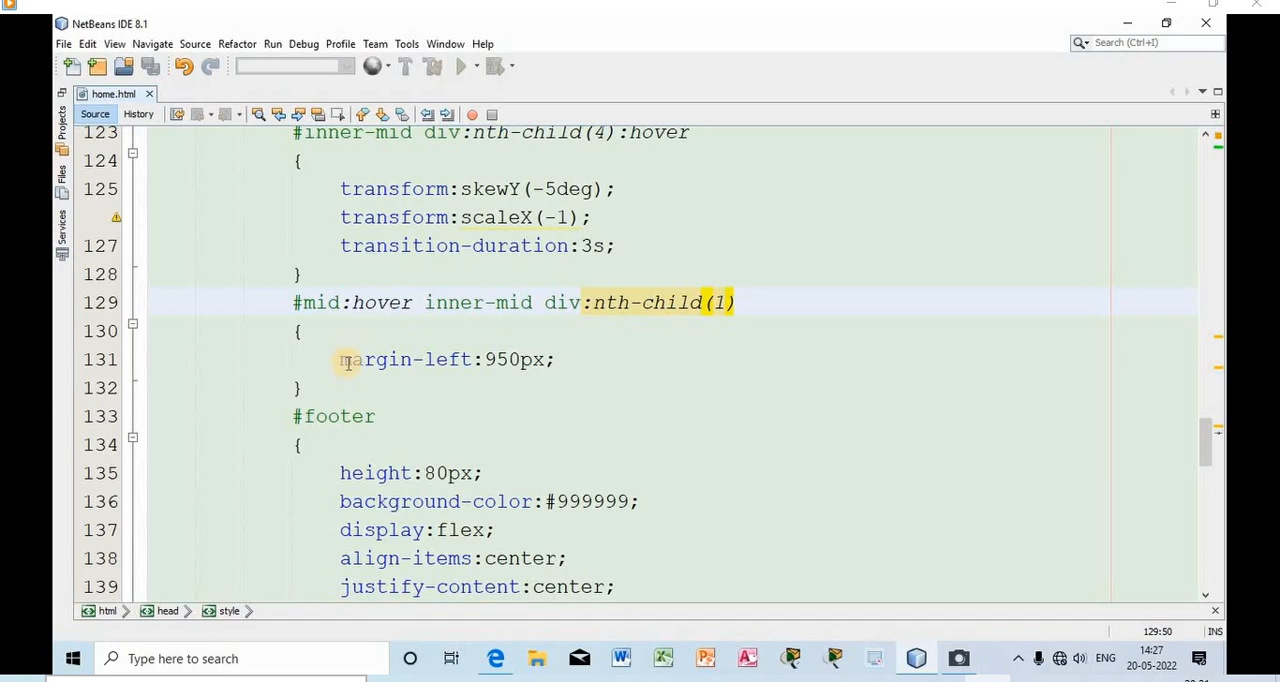 NetBeans IDE 8.1
File Edit View Navigate Source Refactor Run Debug Profile Team Tools Window Help
Search (Ctrl+I)
home.html
Source History
Projects
Files
Services
123 #inner-mid div:nth-child(4):hover
124 {
125 transform:skewY(-5deg);
transform:scaleX(-1);
127 transition-duration:3s;
128 }
129 #mid:hover inner-mid div:nth-child(1)
130 {
131 margin-left:950px;
132 }
133 #footer
134 {
135 height:80px;
136 background-color:#999999;
137 display:flex;
138 align-items:center;
139 justify-content:center;
html head style
129:50 INS
Type here to search
ENG
14:27
20-05-2022